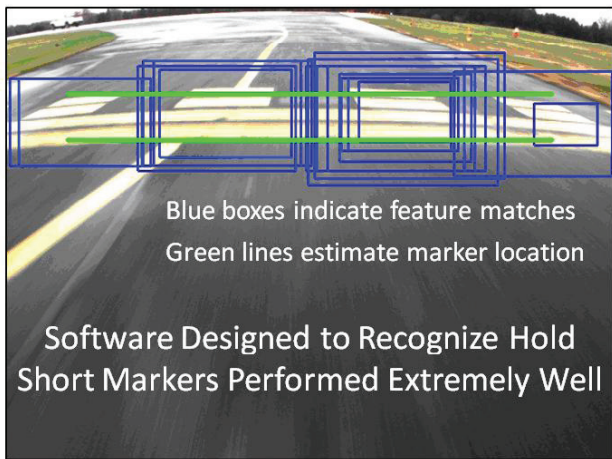 Blue boxes indicate feature matches
Green lines estimate marker location
Software Designed to Recognize Hold
Short Markers Performed Extremely Well